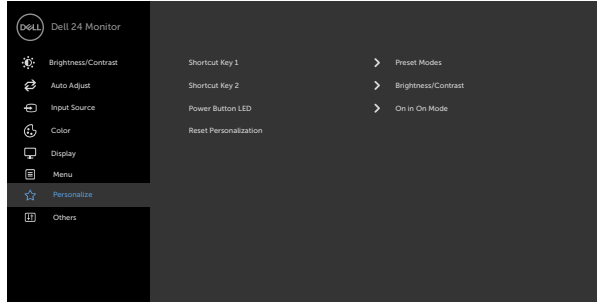 DELL Dell 24 Monitor
Brightness/Contrast Shortcut Key 1 Preset Modes
Auto Adjust Shortcut Key 2 Brightness/Contrast
Input Source Power Button LED On in On Mode
Color Reset Personalization
Display
Menu
Personalize
Others